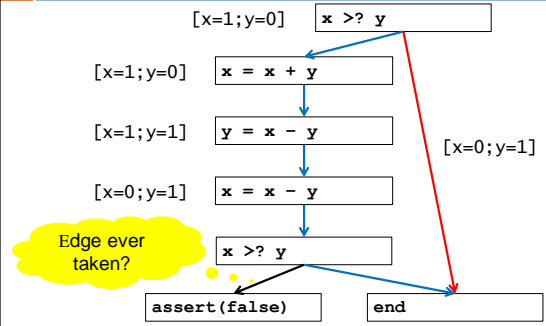 [x=1;y=0] x >? y
[x=1;y=0] x = x + y
[x=1;y=1] y = x - y
[x=0;y=1]
[x=0;y=1] x = x - y
Edge ever
taken?
x >? y
assert(false) end